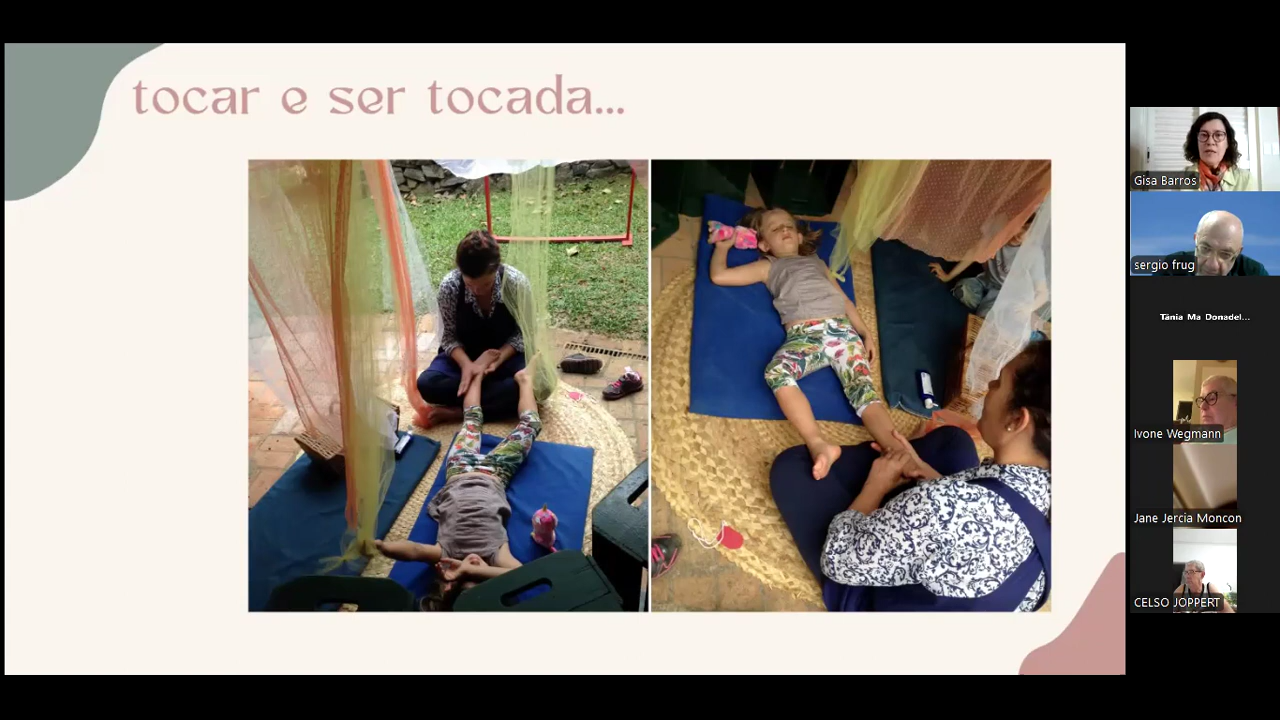 tocar e ser tocada...
Gisa Barros
sergio frug
Tânia Ma Donadel...
Ivone Wegmann
Jane Jercia Moncon
CELSO JOPPERT